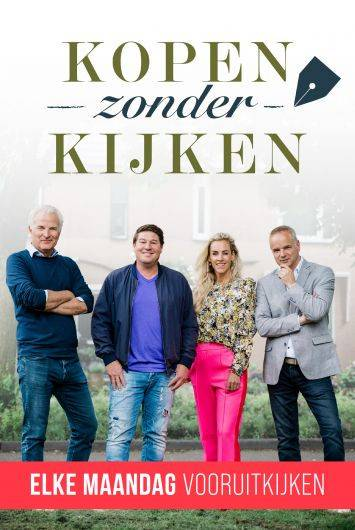 KOPEN
zonder
KIJKEN
ELKE MAANDAG VOORUITKIJKEN